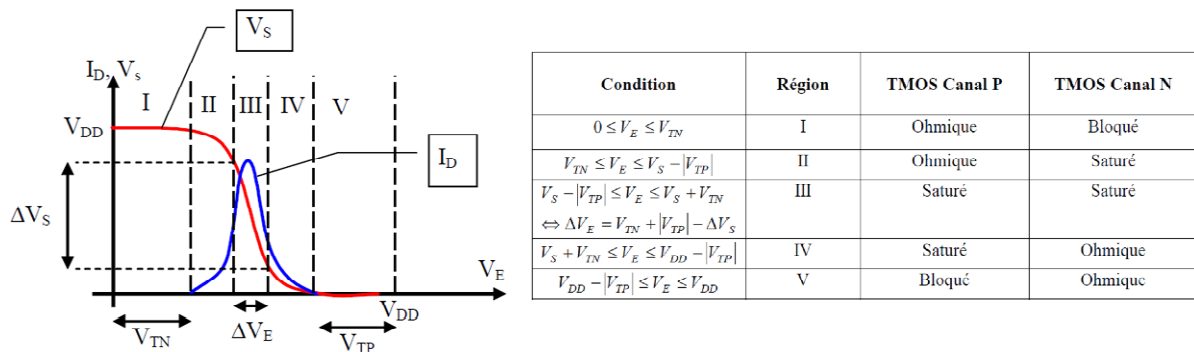 V_S
I_D, V_s
I II III IV V
V_DD
I_D
ΔV_S
V_E
V_DD
V_TN
ΔV_E
V_TP
Condition Région TMOS Canal P TMOS Canal N
0 ≤ V_E ≤ V_TN I Ohmique Bloqué
V_TN ≤ V_E ≤ V_S − |V_TP| II Ohmique Saturé
V_S − |V_TP| ≤ V_E ≤ V_S + V_TN III Saturé Saturé
⇔ ΔV_E = V_TN + |V_TP| − ΔV_S
V_S + V_TN ≤ V_E ≤ V_DD − |V_TP| IV Saturé Ohmique
V_DD − |V_TP| ≤ V_E ≤ V_DD V Bloqué Ohmique